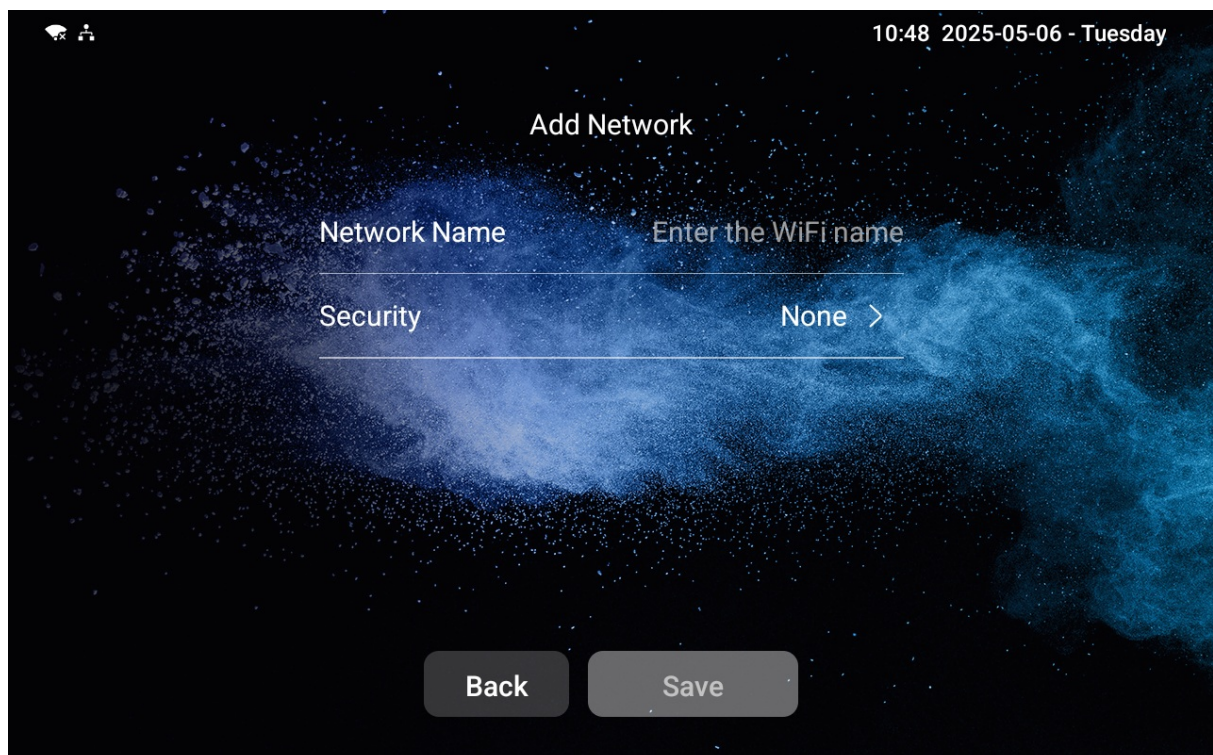 10:48 2025-05-06 - Tuesday
Add Network
Network Name Enter the WiFi name
Security None >
Back Save